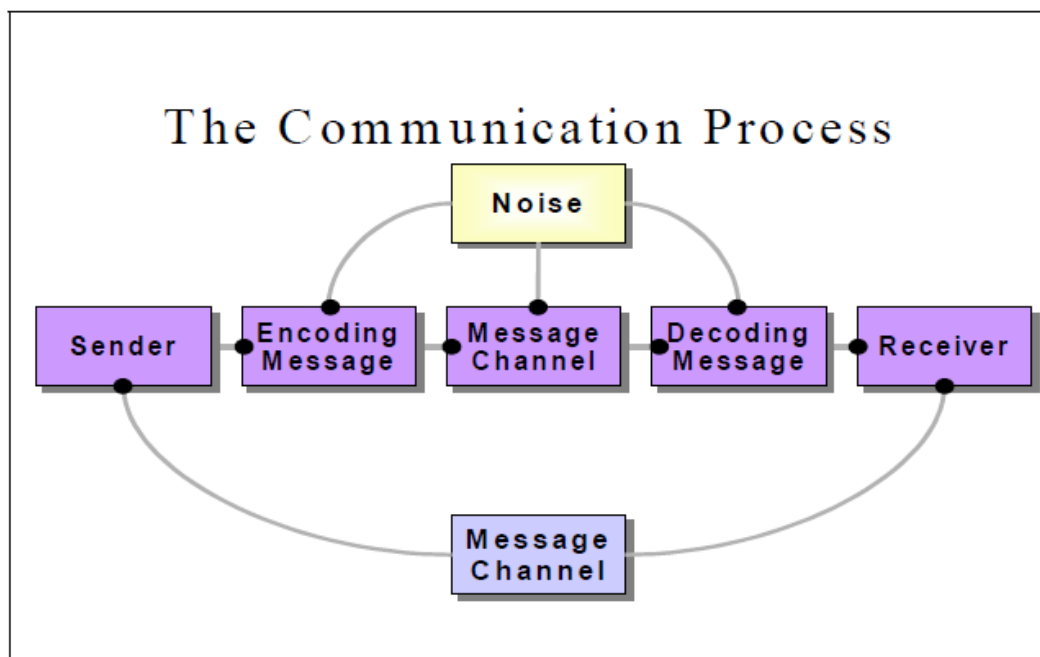 The Communication Process
Noise
Sender
Encoding
Message
Message
Channel
Decoding
Message
Receiver
Message
Channel